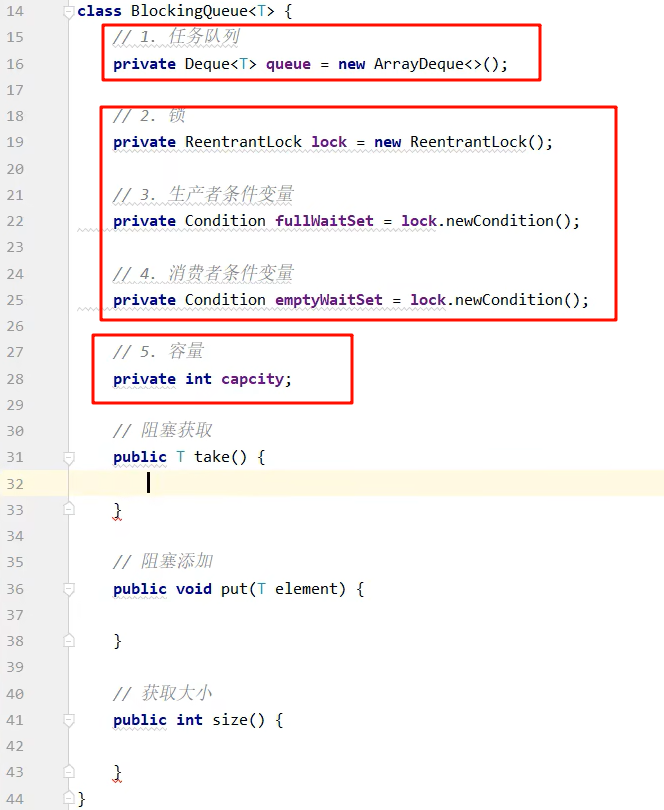 14 class BlockingQueue<T> {
15 // 1. 任务队列
16 private Deque<T> queue = new ArrayDeque<>();
17
18 // 2. 锁
19 private ReentrantLock lock = new ReentrantLock();
20
21 // 3. 生产者条件变量
22 private Condition fullWaitSet = lock.newCondition();
23
24 // 4. 消费者条件变量
25 private Condition emptyWaitSet = lock.newCondition();
26
27 // 5. 容量
28 private int capcity;
29
30 // 阻塞获取
31 public T take() {
32
33 }
34
35 // 阻塞添加
36 public void put(T element) {
37
38 }
39
40 // 获取大小
41 public int size() {
42
43 }
44 }